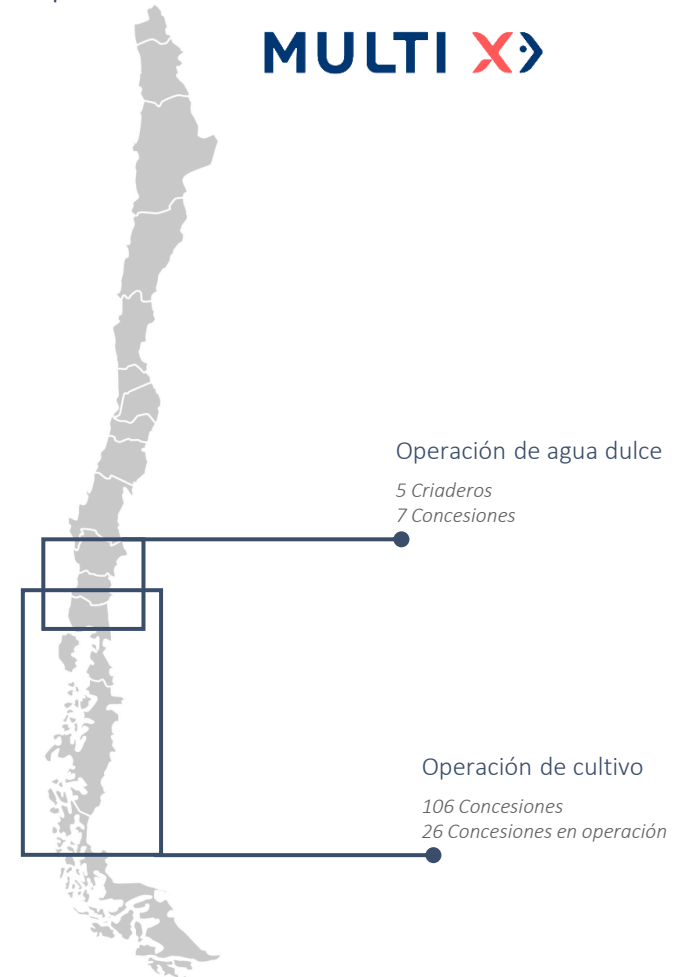 MULTI X
Operación de agua dulce
5 Criaderos
7 Concesiones
Operación de cultivo
106 Concesiones
26 Concesiones en operación